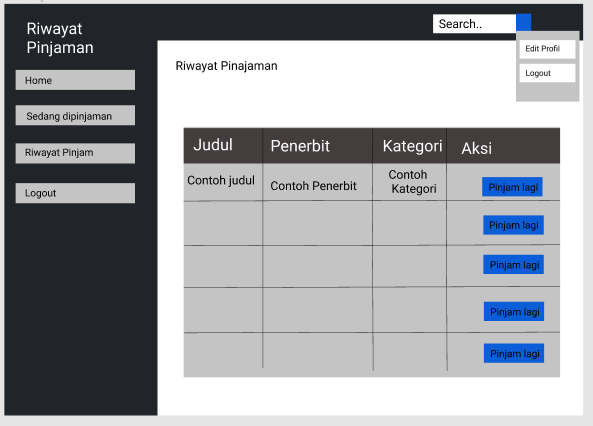 Riwayat
Pinjaman
Search..
Edit Profil
Logout
Home
Sedang dipinjaman
Riwayat Pinjam
Logout
Riwayat Pinajaman
Judul Penerbit Kategori Aksi
Contoh judul Contoh Penerbit Contoh
Kategori Pinjam lagi
Pinjam lagi
Pinjam lagi
Pinjam lagi
Pinjam lagi